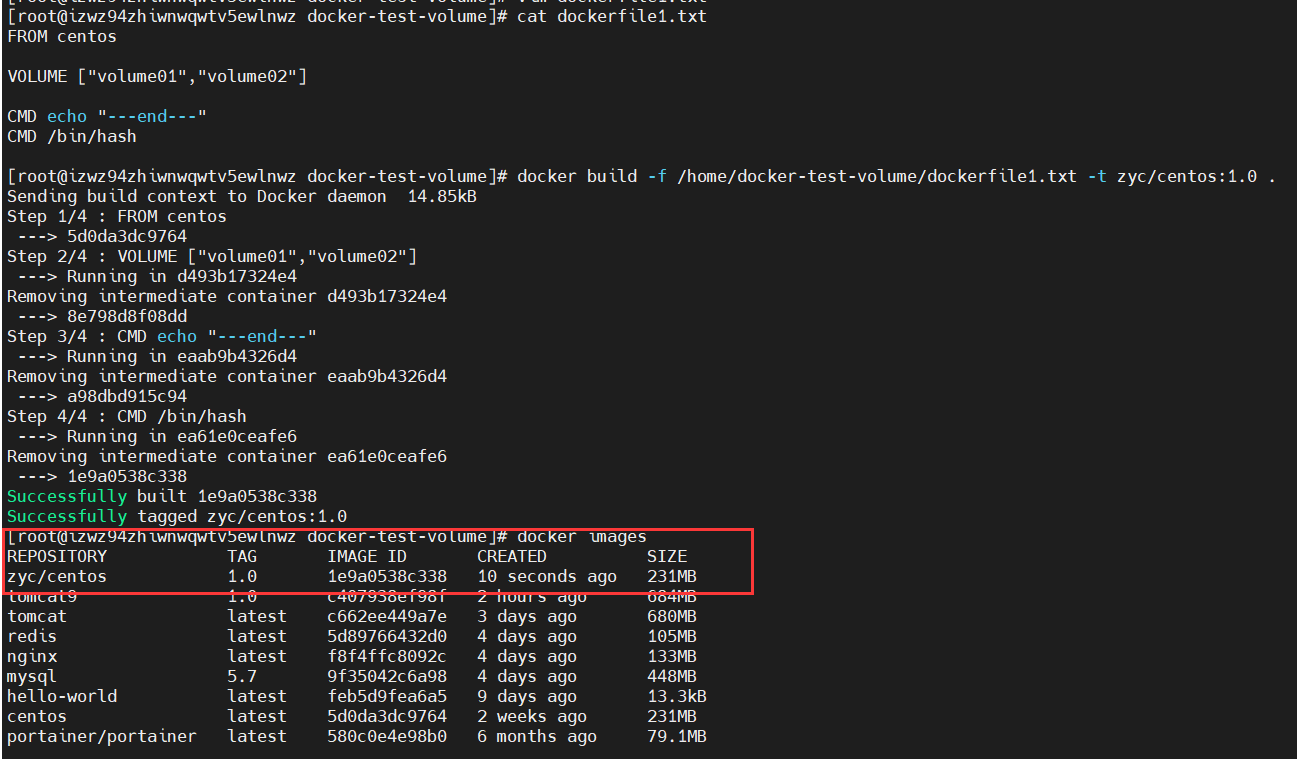 [root@izwz94zhiwnwqwtv5ewlnwz docker-test-volume]# cat dockerfile1.txt
FROM centos
VOLUME ["volume01","volume02"]
CMD echo "---end---"
CMD /bin/hash
[root@izwz94zhiwnwqwtv5ewlnwz docker-test-volume]# docker build -f /home/docker-test-volume/dockerfile1.txt -t zyc/centos:1.0 .
Sending build context to Docker daemon  14.85kB
Step 1/4 : FROM centos
 ---> 5d0da3dc9764
Step 2/4 : VOLUME ["volume01","volume02"]
 ---> Running in d493b17324e4
Removing intermediate container d493b17324e4
 ---> 8e798d8f08dd
Step 3/4 : CMD echo "---end---"
 ---> Running in eaab9b4326d4
Removing intermediate container eaab9b4326d4
 ---> a98dbd915c94
Step 4/4 : CMD /bin/hash
 ---> Running in ea61e0ceafe6
Removing intermediate container ea61e0ceafe6
 ---> 1e9a0538c338
Successfully built 1e9a0538c338
Successfully tagged zyc/centos:1.0
[root@izwz94zhiwnwqwtv5ewlnwz docker-test-volume]# docker images
REPOSITORY            TAG       IMAGE ID       CREATED          SIZE
zyc/centos            1.0       1e9a0538c338   10 seconds ago   231MB
tomcat9               1.0       c407938ef98f   2 hours ago      684MB
tomcat                latest    c662ee449a7e   3 days ago       680MB
redis                 latest    5d89766432d0   4 days ago       105MB
nginx                 latest    f8f4ffc8092c   4 days ago       133MB
mysql                 5.7       9f35042c6a98   4 days ago       448MB
hello-world           latest    feb5d9fea6a5   9 days ago       13.3kB
centos                latest    5d0da3dc9764   2 weeks ago      231MB
portainer/portainer   latest    580c0e4e98b0   6 months ago     79.1MB